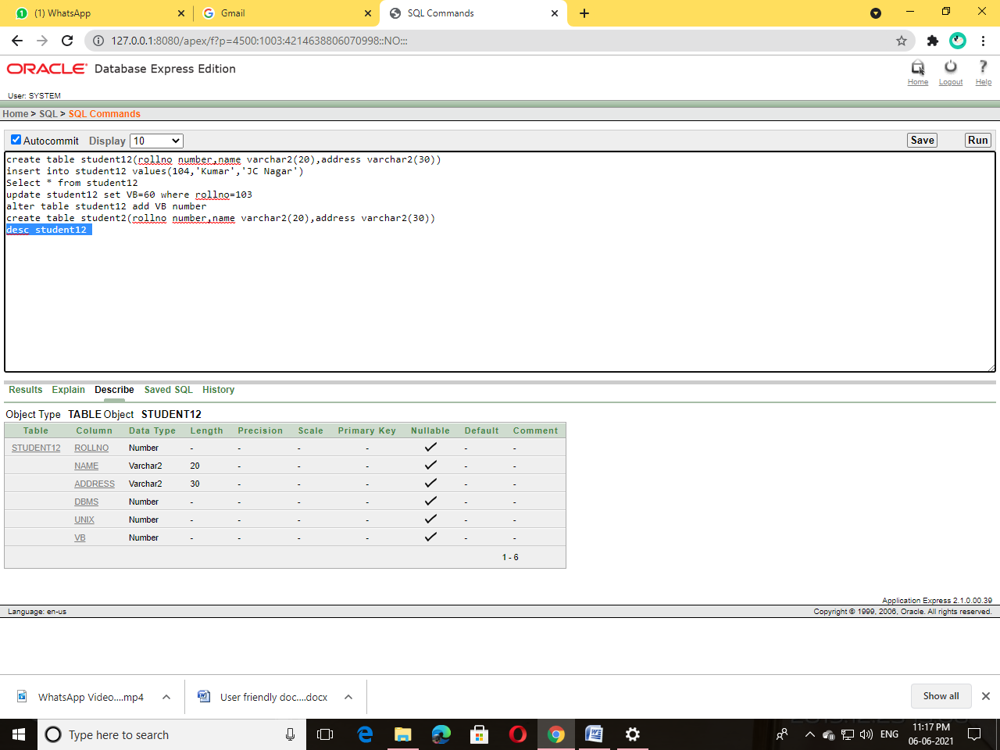 (1) WhatsApp
Gmail
SQL Commands
127.0.0.1:8080/apex/f?p=4500:1003:4214638806070998::NO:::
ORACLE Database Express Edition
Home Logout Help
User: SYSTEM
Home > SQL > SQL Commands
Autocommit Display 10 Save Run
create table student12(rollno number,name varchar2(20),address varchar2(30))
insert into student12 values(104,'Kumar','JC Nagar')
Select * from student12
update student12 set VB=60 where rollno=103
alter table student12 add VB number
create table student2(rollno number,name varchar2(20),address varchar2(30))
desc student12
Results Explain Describe Saved SQL History
Object Type TABLE Object STUDENT12
Table Column Data Type Length Precision Scale Primary Key Nullable Default Comment
STUDENT12 ROLLNO Number - - - - - -
NAME Varchar2 20 - - - - -
ADDRESS Varchar2 30 - - - - -
DBMS Number - - - - - -
UNIX Number - - - - - -
VB Number - - - - - -
1 - 6
Application Express 2.1.0.00.39
Language: en-us Copyright © 1999, 2006, Oracle. All rights reserved.
WhatsApp Video....mp4
User friendly doc....docx
Show all
Type here to search
ENG
11:17 PM
06-06-2021